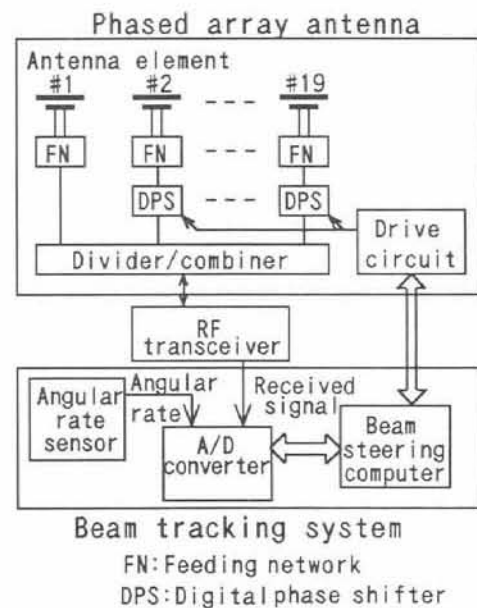 Phased array antenna
Antenna element
#1 #2 --- #19
FN FN --- FN
DPS --- DPS
Drive
circuit
Divider/combiner
RF
transceiver
Angular
rate
sensor
Angular
rate
Received
signal
A/D
converter
Beam
steering
computer
Beam tracking system
FN:Feeding network
DPS:Digital phase shifter